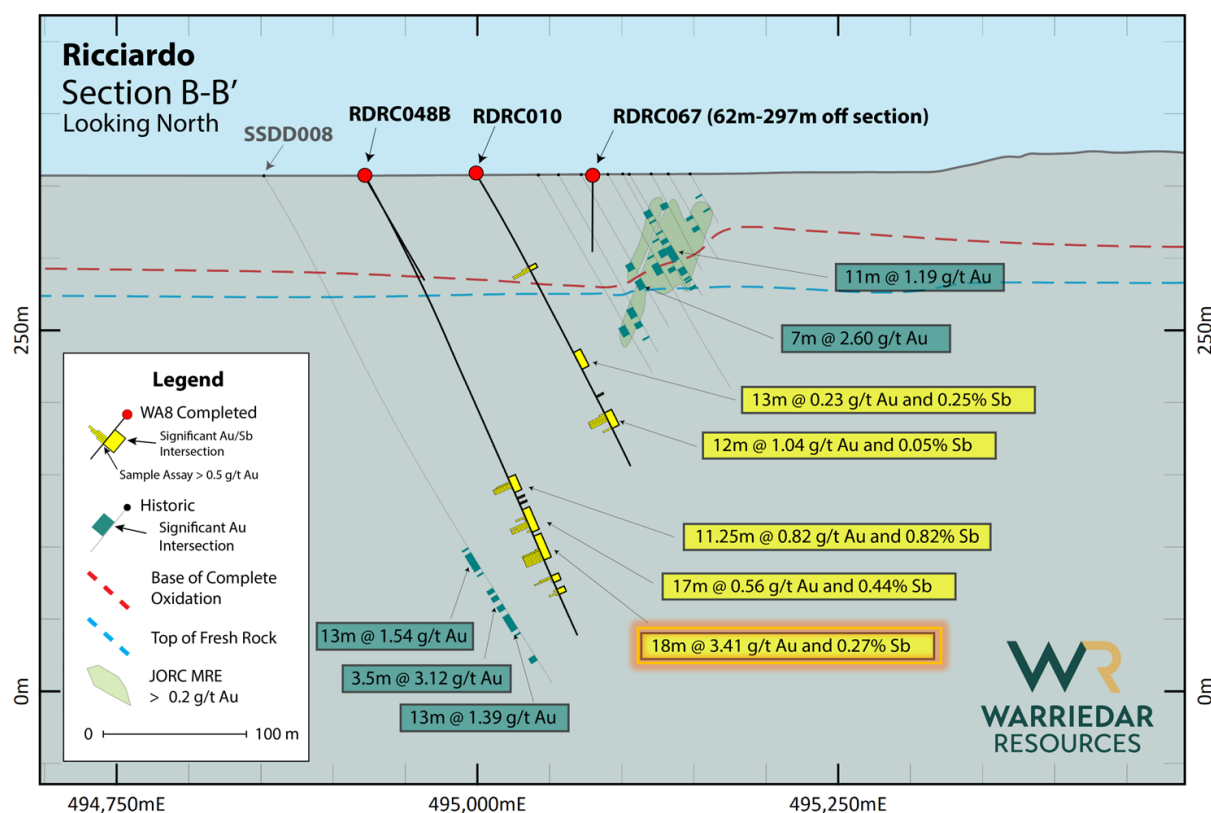 Ricciardo
Section B-B’
Looking North
SSDD008
RDRC048B
RDRC010
RDRC067 (62m-297m off section)
11m @ 1.19 g/t Au
7m @ 2.60 g/t Au
13m @ 0.23 g/t Au and 0.25% Sb
12m @ 1.04 g/t Au and 0.05% Sb
11.25m @ 0.82 g/t Au and 0.82% Sb
17m @ 0.56 g/t Au and 0.44% Sb
18m @ 3.41 g/t Au and 0.27% Sb
13m @ 1.54 g/t Au
3.5m @ 3.12 g/t Au
13m @ 1.39 g/t Au
250m
0m
250m
0m
Legend
WA8 Completed
Significant Au/Sb
Intersection
Sample Assay > 0.5 g/t Au
Historic
Significant Au
Intersection
Base of Complete
Oxidation
Top of Fresh Rock
JORC MRE
> 0.2 g/t Au
0 100 m
WR
WARRIEDAR
RESOURCES
494,750mE
495,000mE
495,250mE